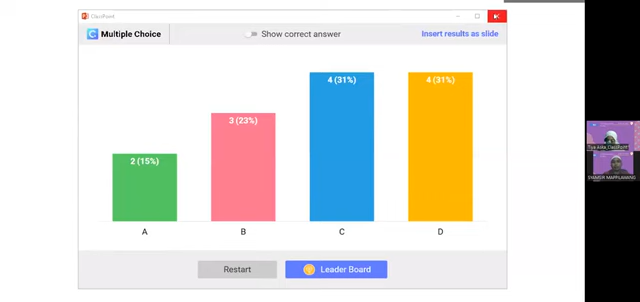 ClassPoint
Multiple Choice
Show correct answer
Insert results as slide
2 (15%)
3 (23%)
4 (31%)
4 (31%)
A
B
C
D
Restart
Leader Board